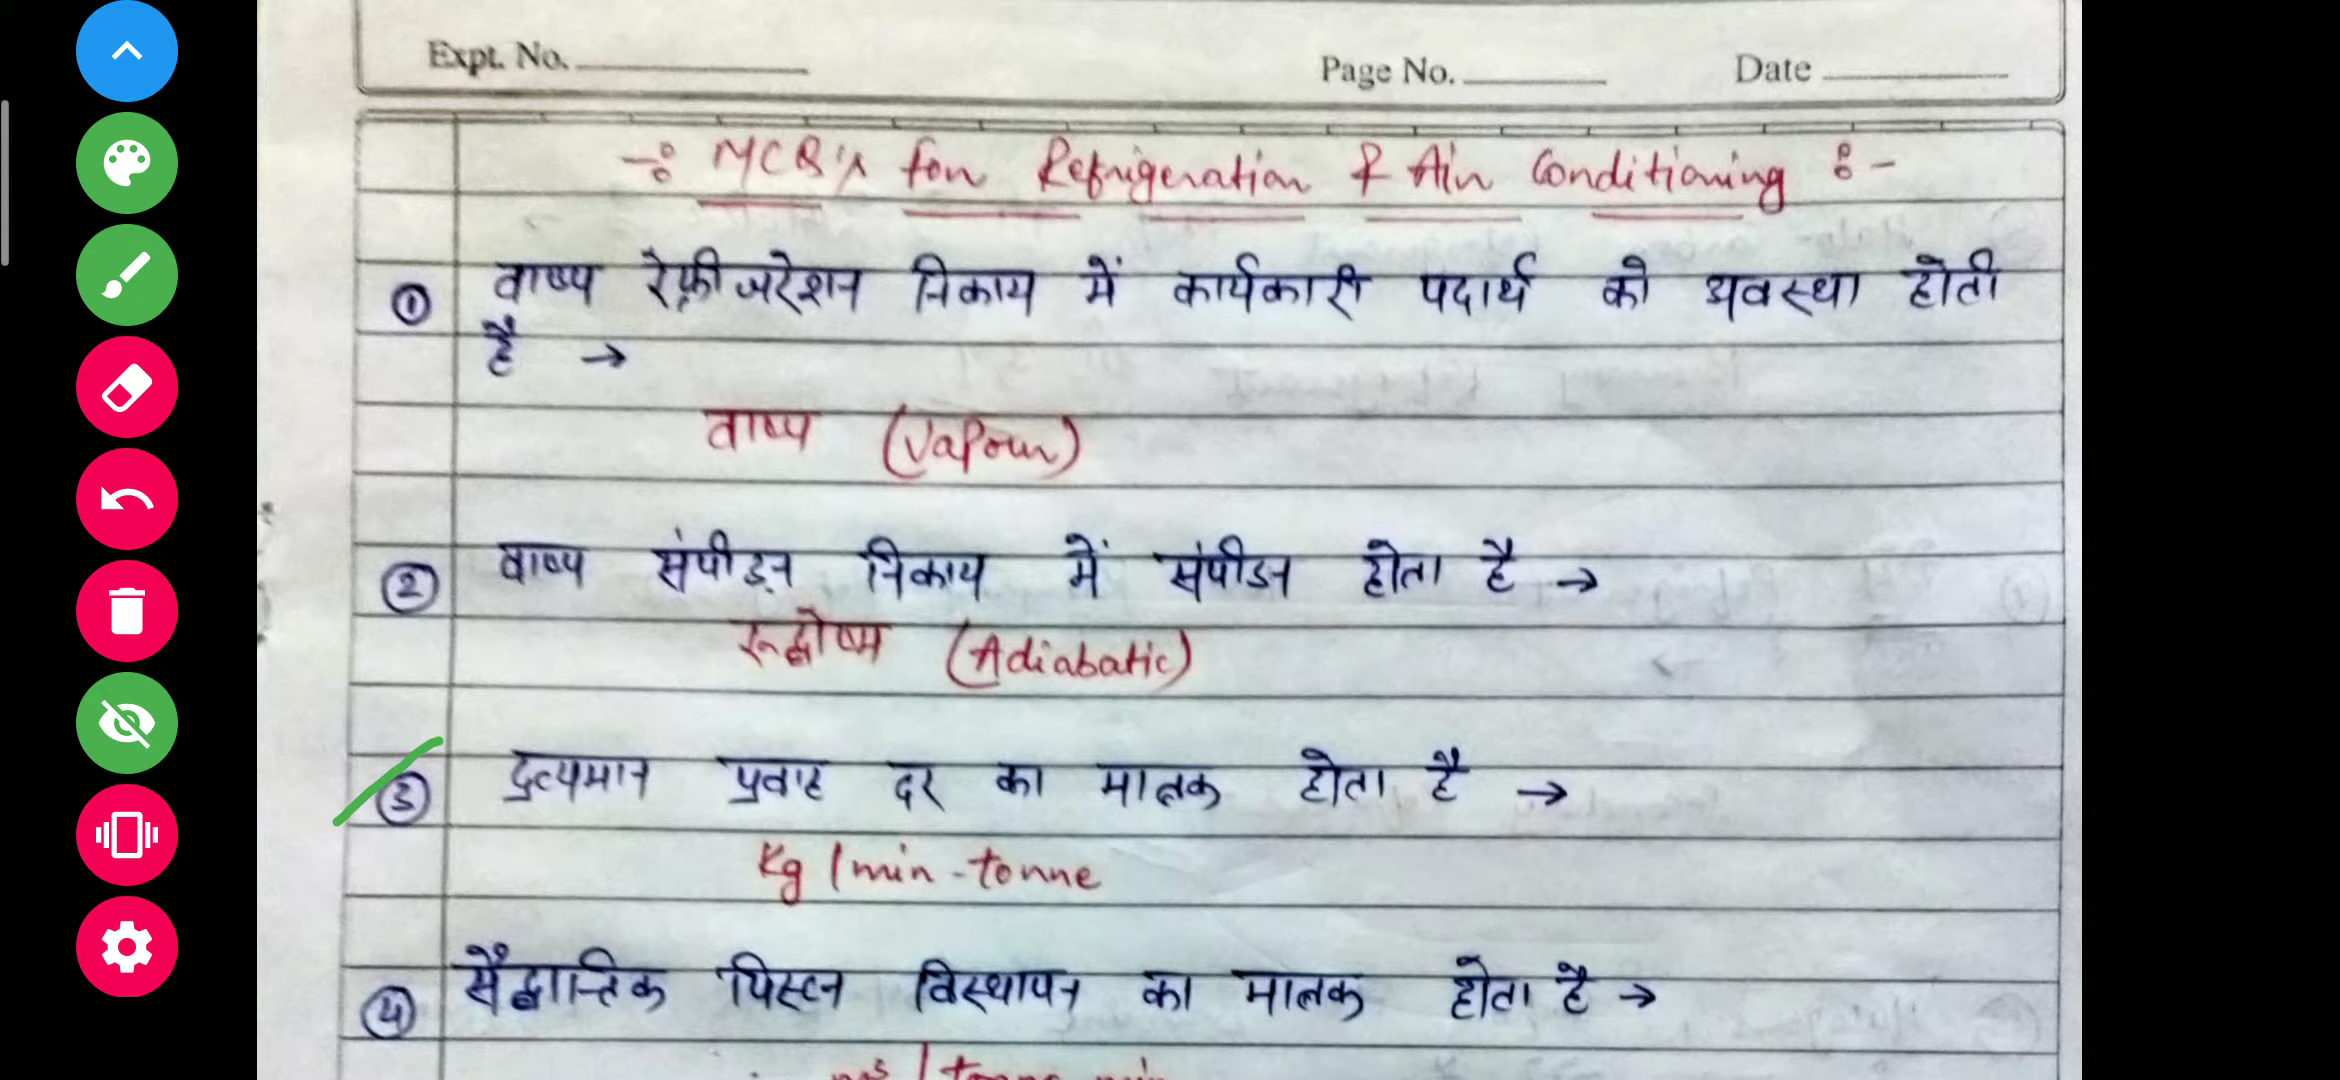 Expt. No.
Page No.
Date
-: MCQ's for Refrigeration & Air Conditioning :-
① वाष्प रेफ्रीजरेशन निकाय में कार्यकारी पदार्थ की अवस्था होती
है →
वाष्प (Vapour)
② वाष्प संपीड़न निकाय में संपीडन होता है →
रूद्धोष्म (Adiabatic)
③ द्रव्यमान प्रवाह दर का मात्रक होता है →
Kg / min - tonne
④ सैद्धान्तिक पिस्टन विस्थापन का मात्रक होता है →